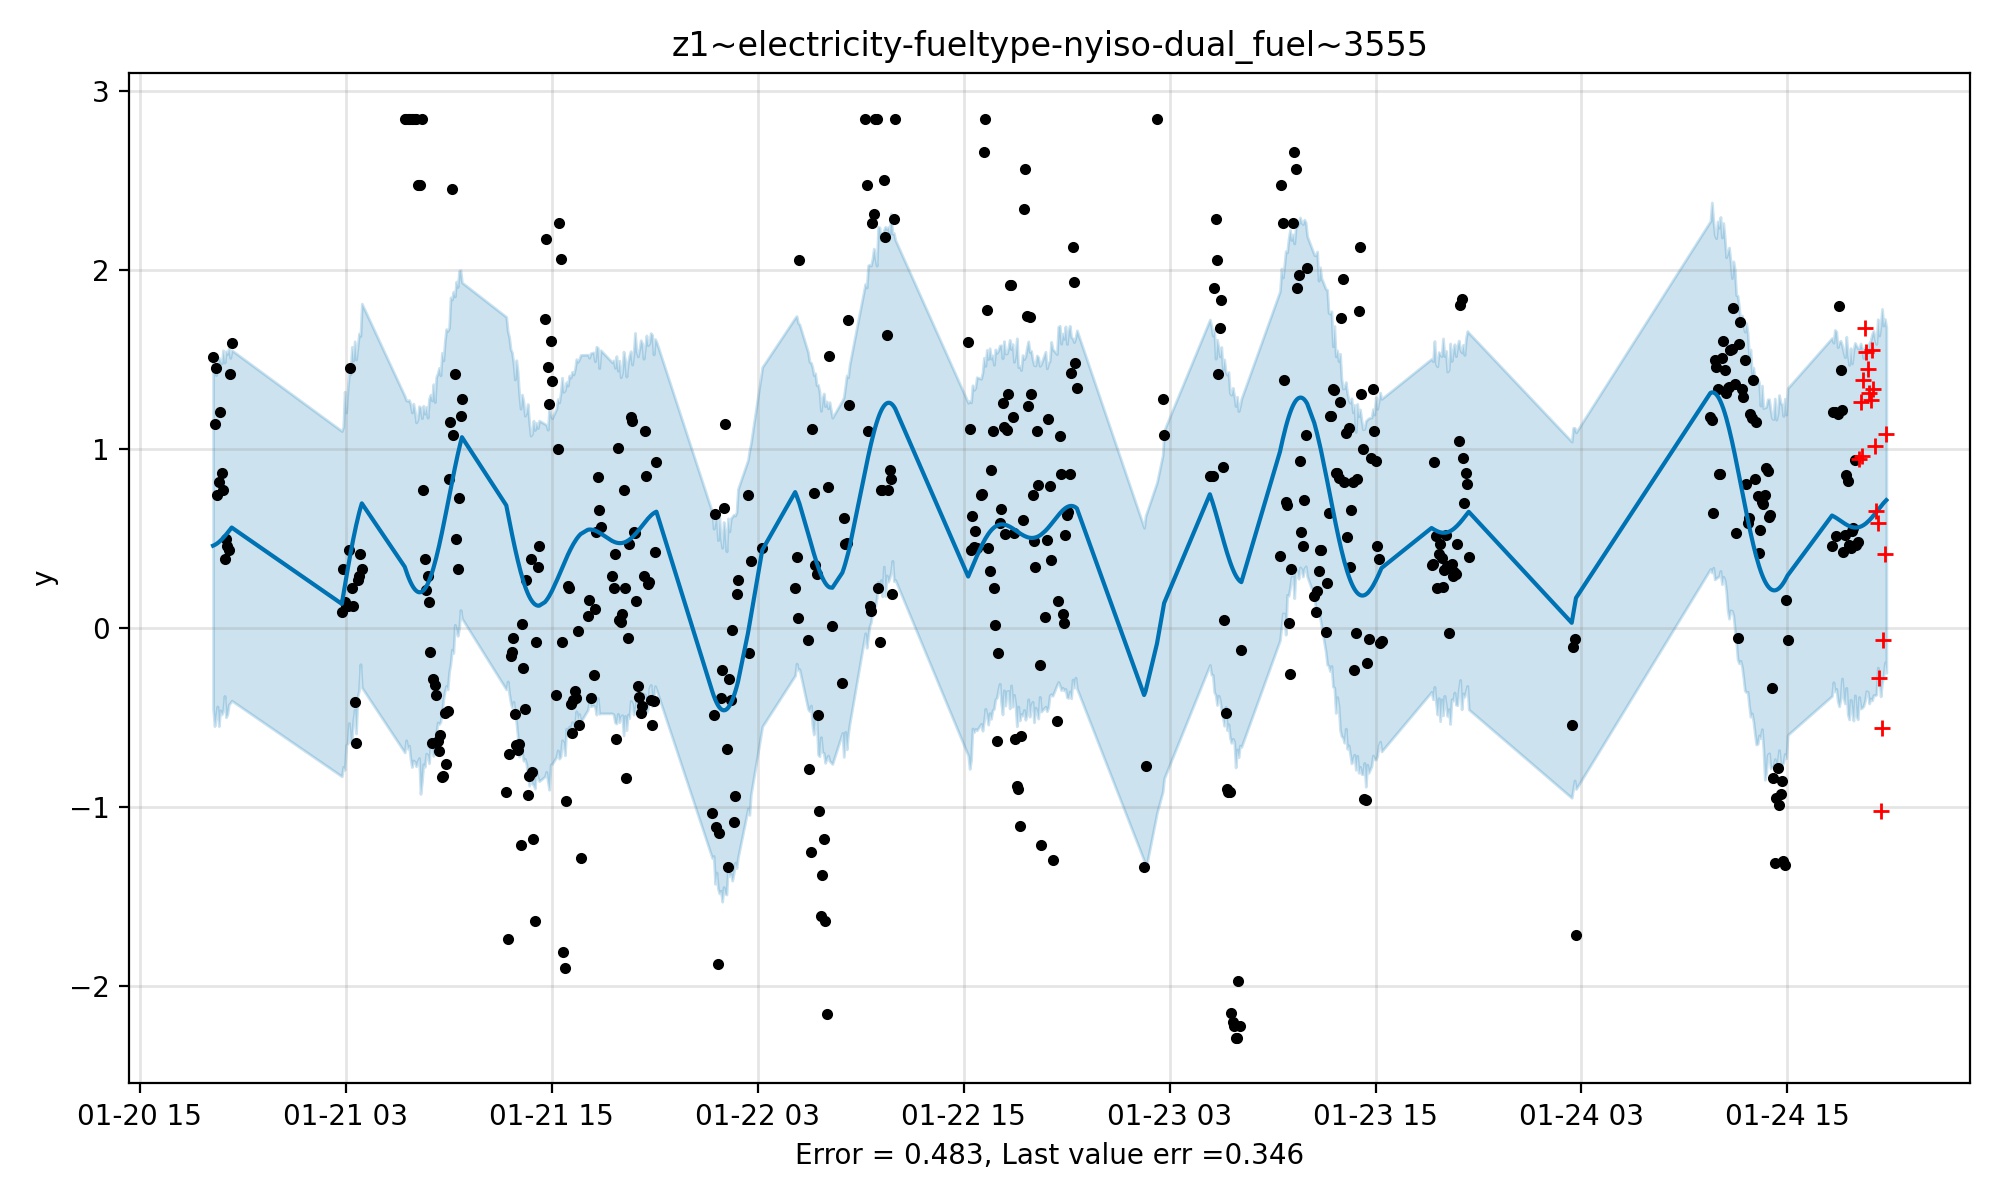 z1~electricity-fueltype-nyiso-dual_fuel~3555
y
3
2
1
0
−1
−2
01-20 15 01-21 03 01-21 15 01-22 03 01-22 15 01-23 03 01-23 15 01-24 03 01-24 15
Error = 0.483, Last value err =0.346